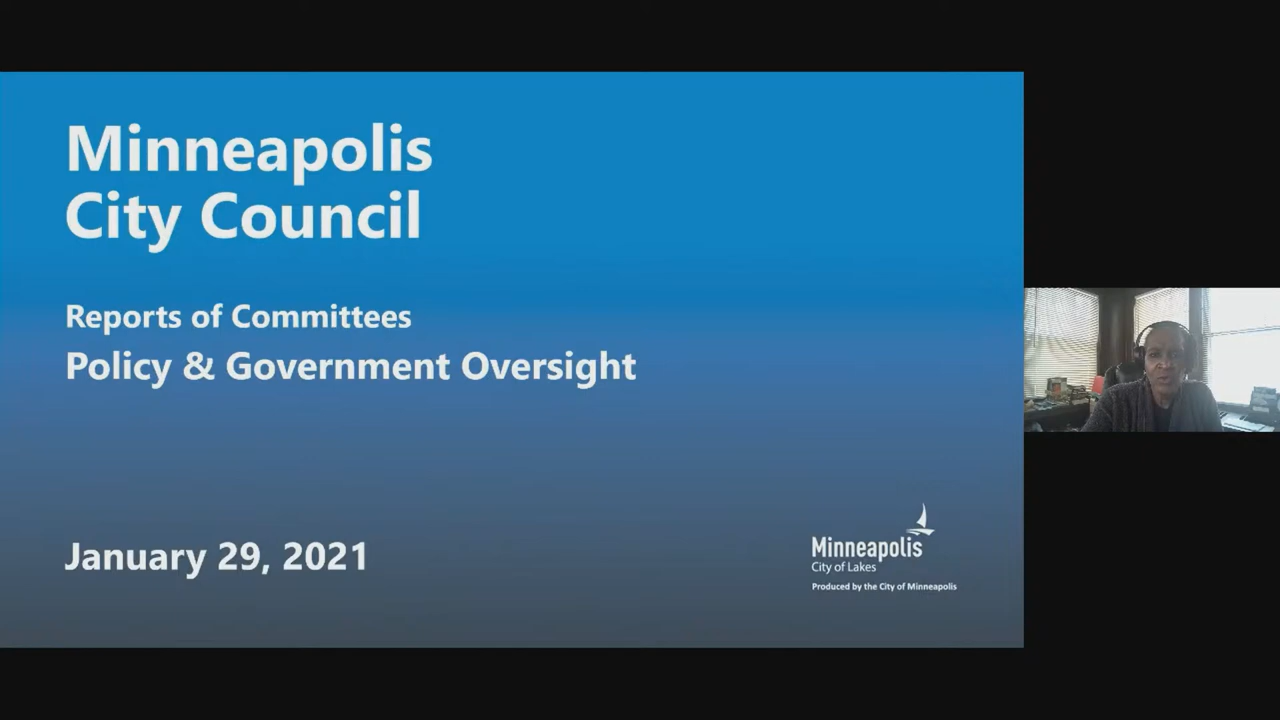 Minneapolis
City Council
Reports of Committees
Policy & Government Oversight
January 29, 2021
Minneapolis
City of Lakes
Produced by the City of Minneapolis